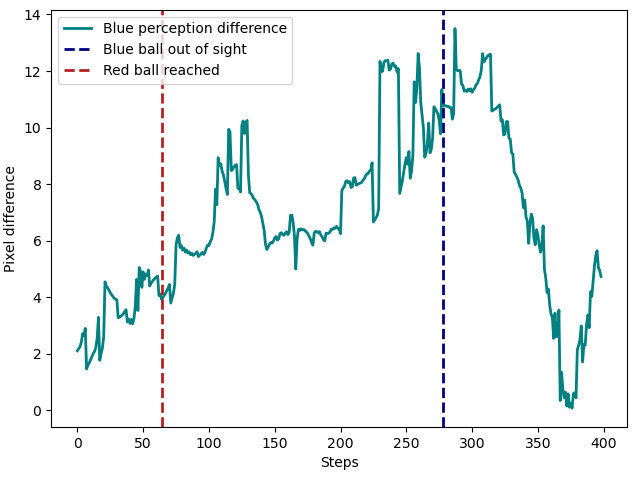 Blue perception difference
Blue ball out of sight
Red ball reached
14
12
10
8
6
4
2
0
Pixel difference
0 50 100 150 200 250 300 350 400
Steps